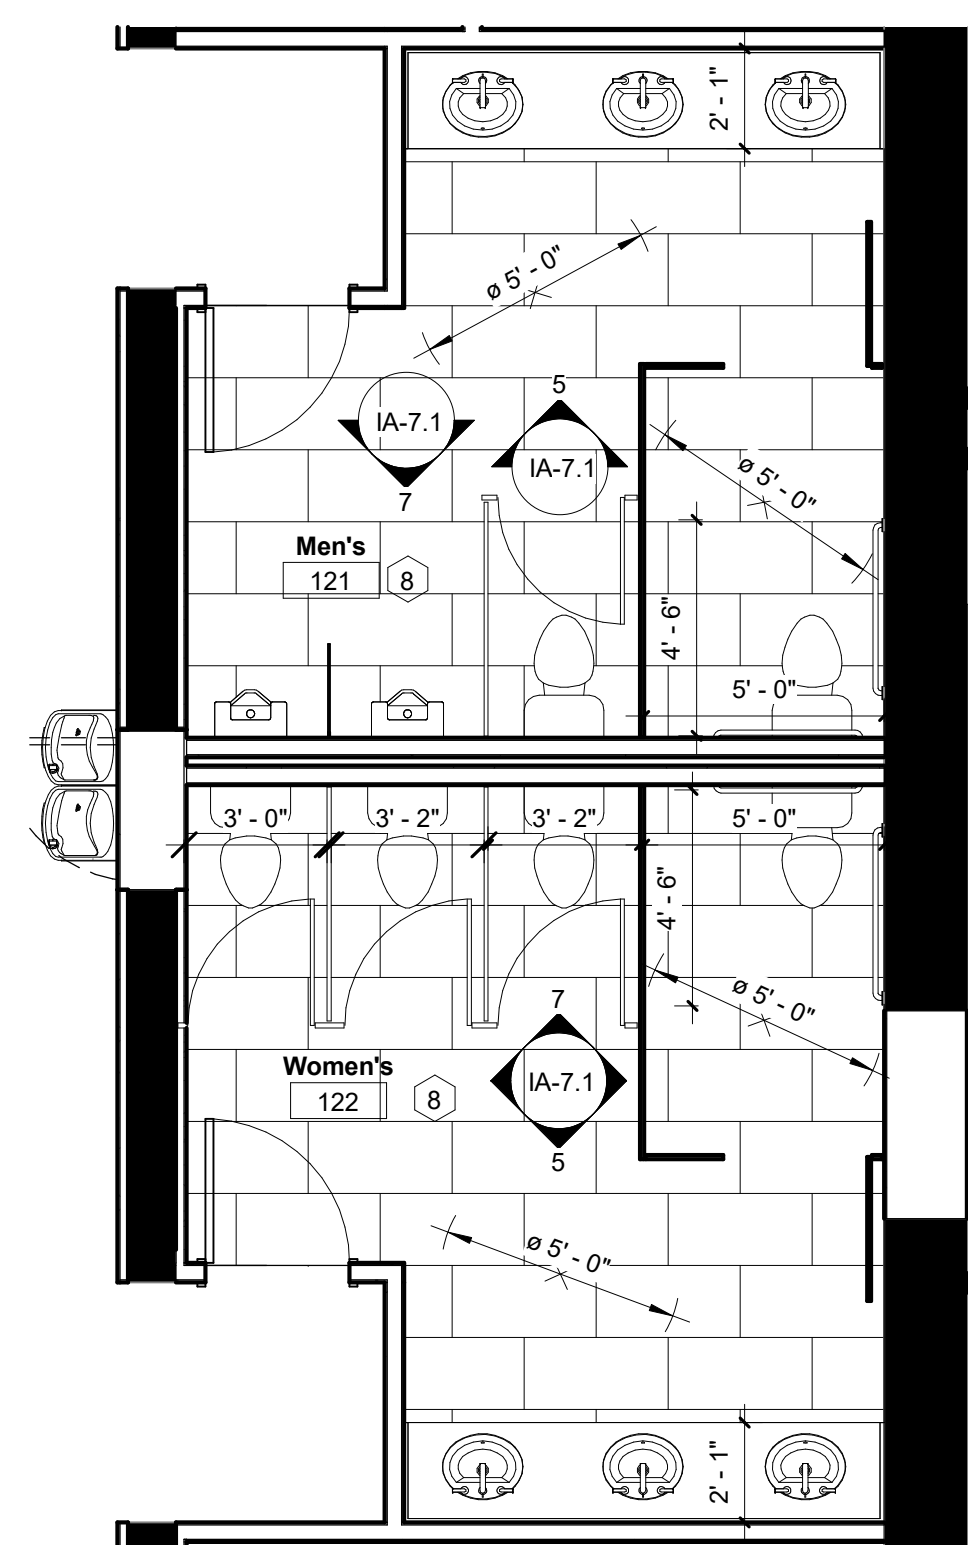 2' - 1"
ø 5' - 0"
5
IA-7.1
IA-7.1
7
ø 5' - 0"
Men's
121
8
4' - 6"
5' - 0"
3' - 0"
3' - 2"
3' - 2"
5' - 0"
4' - 6"
ø 5' - 0"
7
Women's
122
8
IA-7.1
5
ø 5' - 0"
2' - 1"